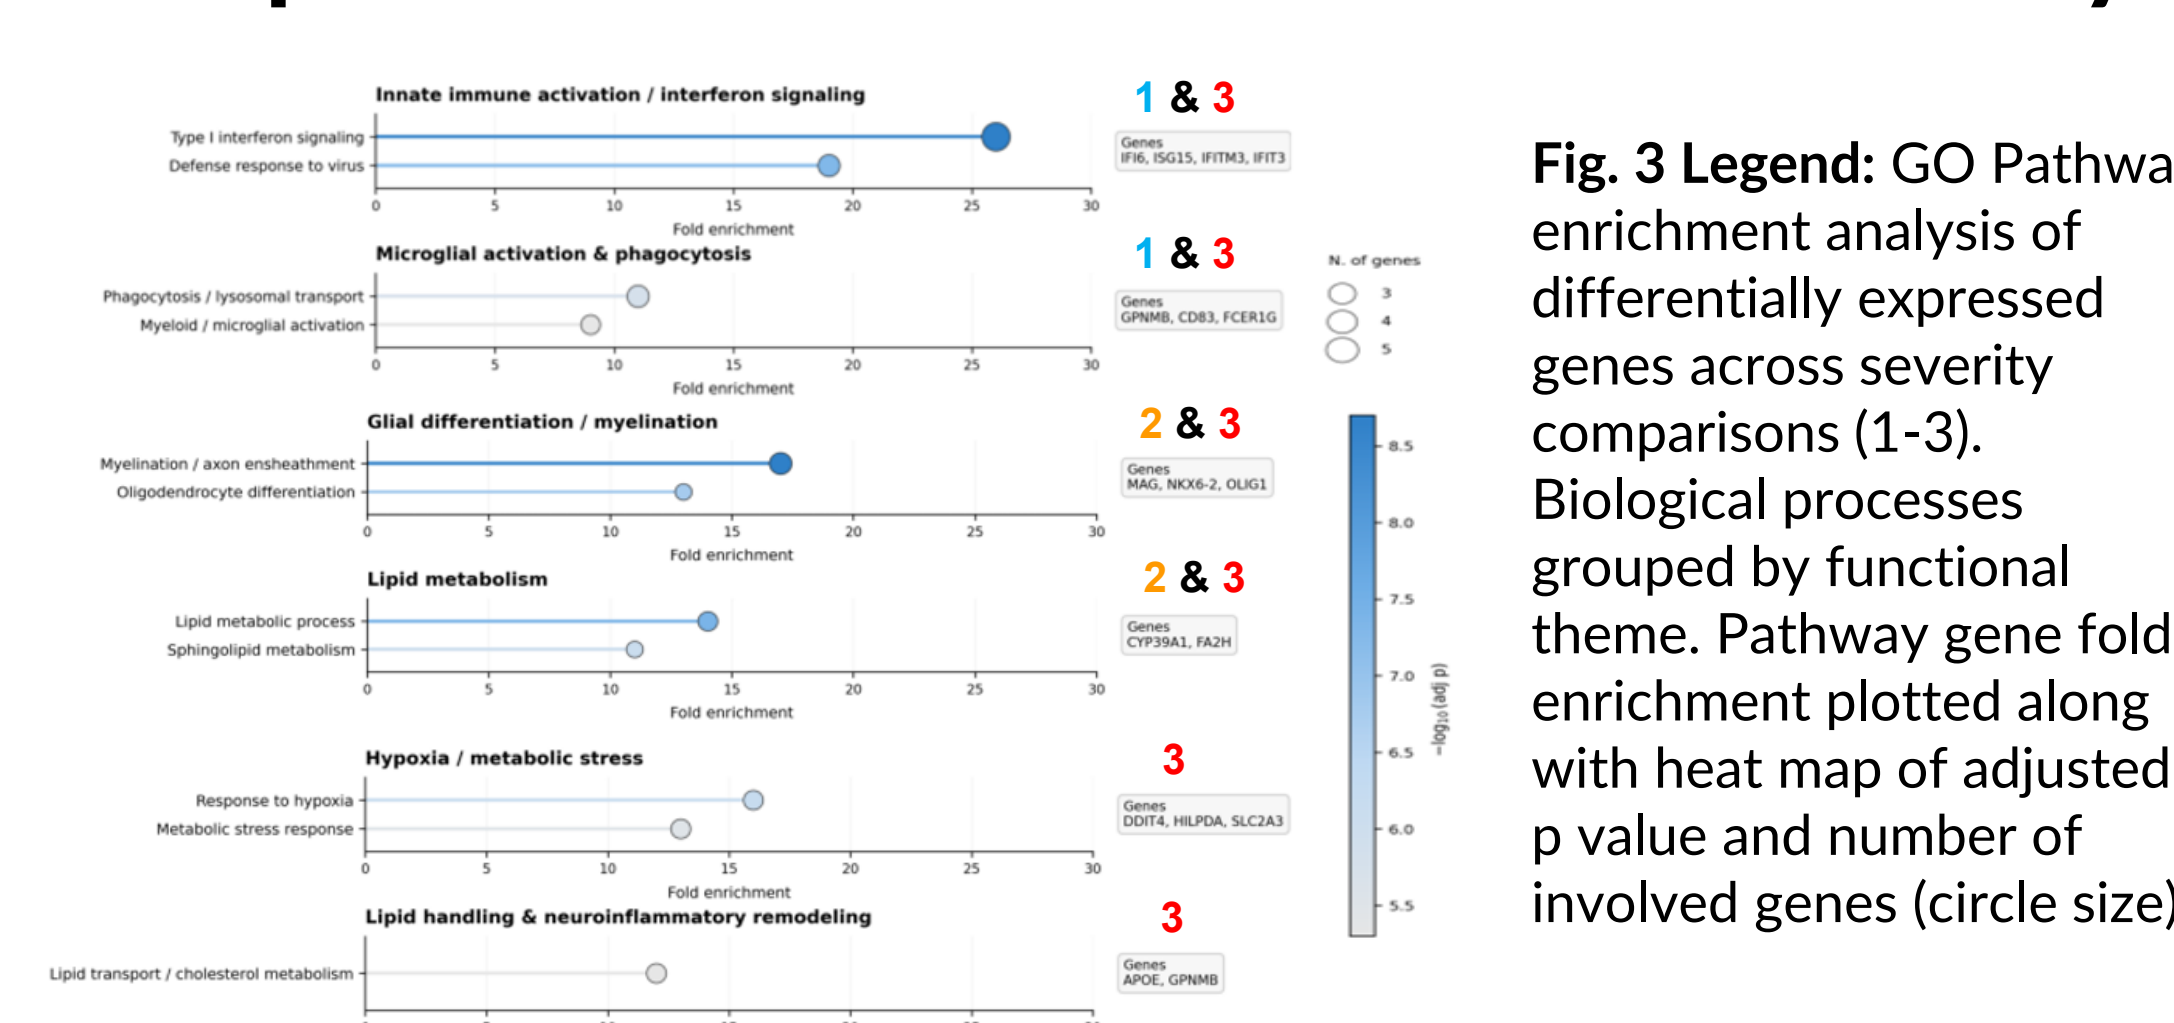 Innate immune activation / interferon signaling
1 & 3
Type I interferon signaling
Defense response to virus
Genes
IFI6, ISG15, IFITM3, IFIT3
0 5 10 15 20 25 30
Fold enrichment
Microglial activation & phagocytosis
1 & 3
Phagocytosis / lysosomal transport
Myeloid / microglial activation
Genes
GPNMB, CD83, FCER1G
0 5 10 15 20 25 30
Fold enrichment
Glial differentiation / myelination
2 & 3
Myelination / axon ensheathment
Oligodendrocyte differentiation
Genes
MAG, NKX6-2, OLIG1
0 5 10 15 20 25 30
Fold enrichment
Lipid metabolism
2 & 3
Lipid metabolic process
Sphingolipid metabolism
Genes
CYP39A1, FA2H
0 5 10 15 20 25 30
Fold enrichment
Hypoxia / metabolic stress
3
Response to hypoxia
Metabolic stress response
Genes
DDIT4, HILPDA, SLC2A3
0 5 10 15 20 25 30
Fold enrichment
Lipid handling & neuroinflammatory remodeling
3
Lipid transport / cholesterol metabolism
Genes
APOE, GPNMB
N. of genes
3
4
5
8.5
8.0
7.5
7.0
6.5
6.0
5.5
−log10(adj p)
Fig. 3 Legend: GO Pathwa
enrichment analysis of
differentially expressed
genes across severity
comparisons (1-3).
Biological processes
grouped by functional
theme. Pathway gene fold
enrichment plotted along
with heat map of adjusted
p value and number of
involved genes (circle size)